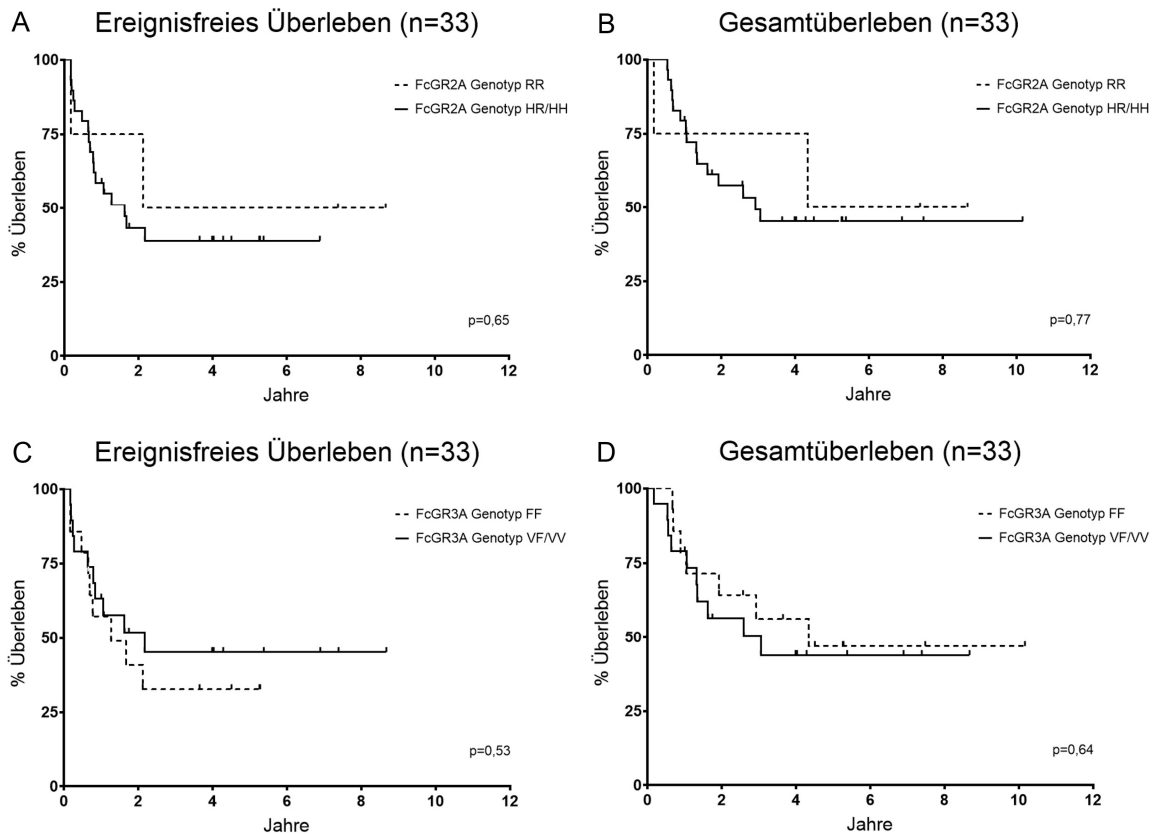 A
Ereignisfreies Überleben (n=33)
100
75
50
25
0
% Überleben
FcGR2A Genotyp RR
FcGR2A Genotyp HR/HH
p=0,65
0 2 4 6 8 10 12
Jahre
B
Gesamtüberleben (n=33)
100
75
50
25
0
% Überleben
FcGR2A Genotyp RR
FcGR2A Genotyp HR/HH
p=0,77
0 2 4 6 8 10 12
Jahre
C
Ereignisfreies Überleben (n=33)
100
75
50
25
0
% Überleben
FcGR3A Genotyp FF
FcGR3A Genotyp VF/VV
p=0,53
0 2 4 6 8 10 12
Jahre
D
Gesamtüberleben (n=33)
100
75
50
25
0
% Überleben
FcGR3A Genotyp FF
FcGR3A Genotyp VF/VV
p=0,64
0 2 4 6 8 10 12
Jahre